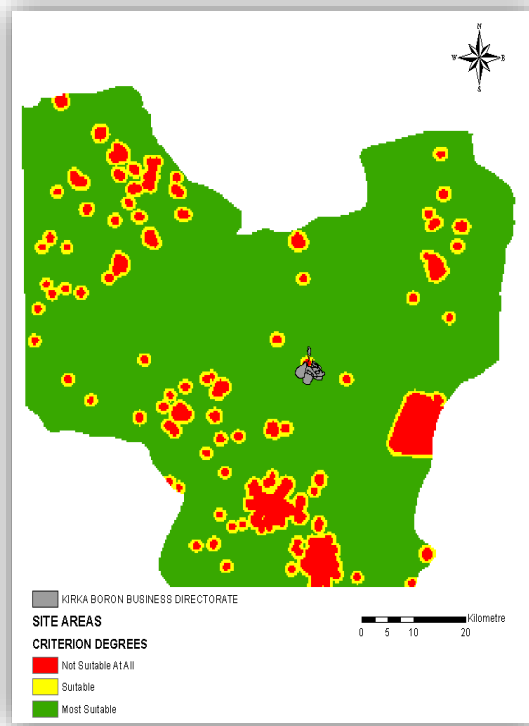 N
W E
S
KIRKA BORON BUSINESS DIRECTORATE
SITE AREAS
CRITERION DEGREES
Not Suitable At All
Suitable
Most Suitable
Kilometre
0 5 10 20